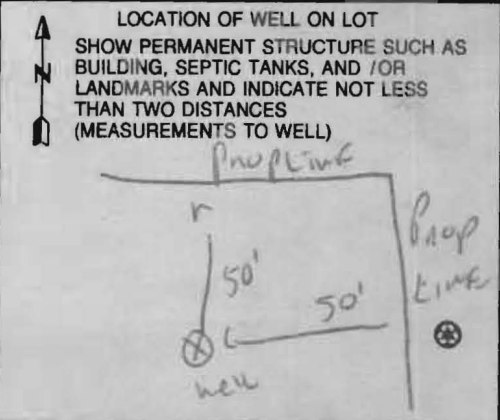 LOCATION OF WELL ON LOT
SHOW PERMANENT STRUCTURE SUCH AS
N BUILDING, SEPTIC TANKS, AND /OR
LANDMARKS AND INDICATE NOT LESS
THAN TWO DISTANCES
(MEASUREMENTS TO WELL)
Prop Line
Prop
Line
50'
50'
well